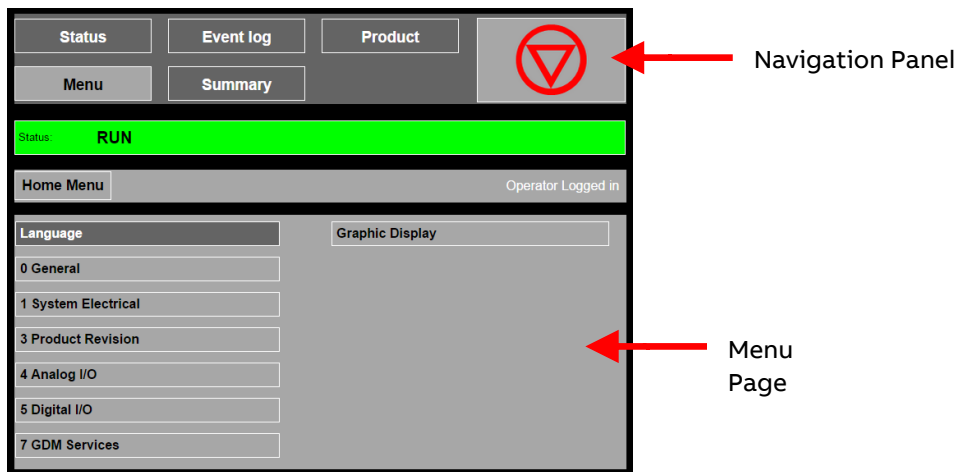 Status Event log Product
Menu Summary
Navigation Panel
Status: RUN
Home Menu Operator Logged in
Language Graphic Display
0 General
1 System Electrical
3 Product Revision
4 Analog I/O
5 Digital I/O
7 GDM Services
Menu
Page